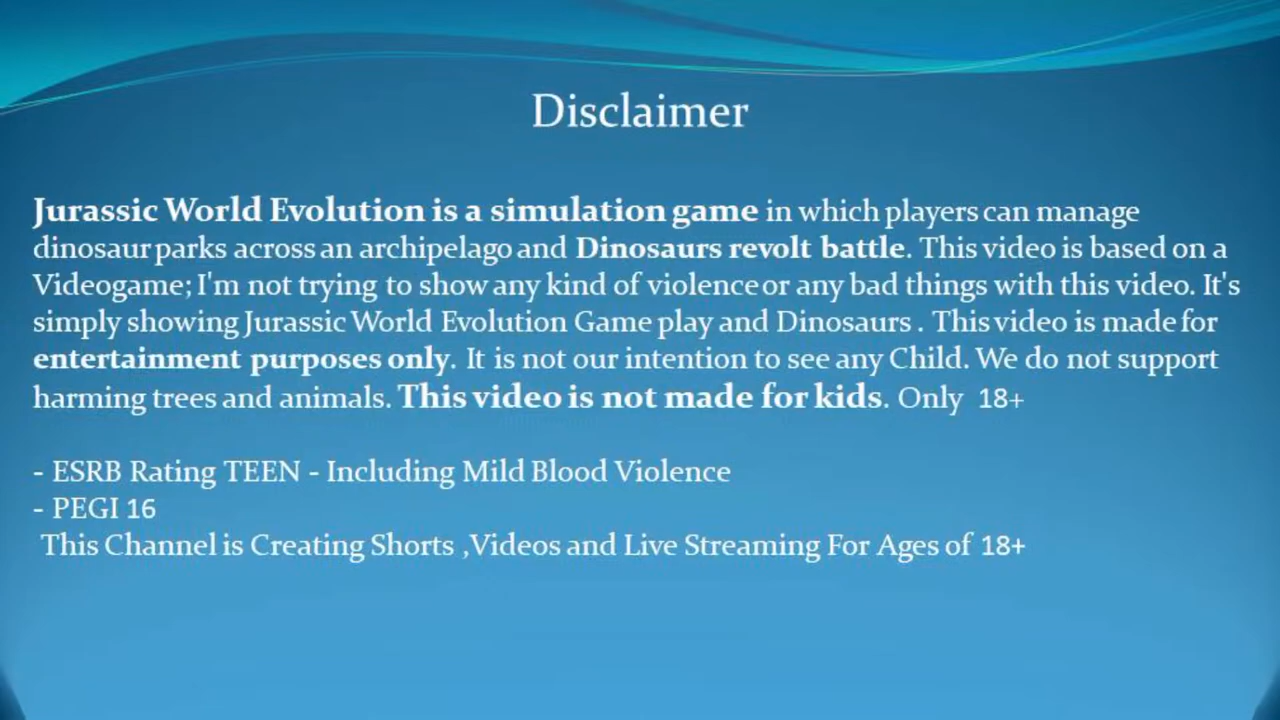 Disclaimer
Jurassic World Evolution is a simulation game in which players can manage
dinosaur parks across an archipelago and Dinosaurs revolt battle. This video is based on a
Videogame; I'm not trying to show any kind of violence or any bad things with this video. It's
simply showing Jurassic World Evolution Game play and Dinosaurs . This video is made for
entertainment purposes only. It is not our intention to see any Child. We do not support
harming trees and animals. This video is not made for kids. Only 18+
- ESRB Rating TEEN - Including Mild Blood Violence
- PEGI 16
This Channel is Creating Shorts ,Videos and Live Streaming For Ages of 18+